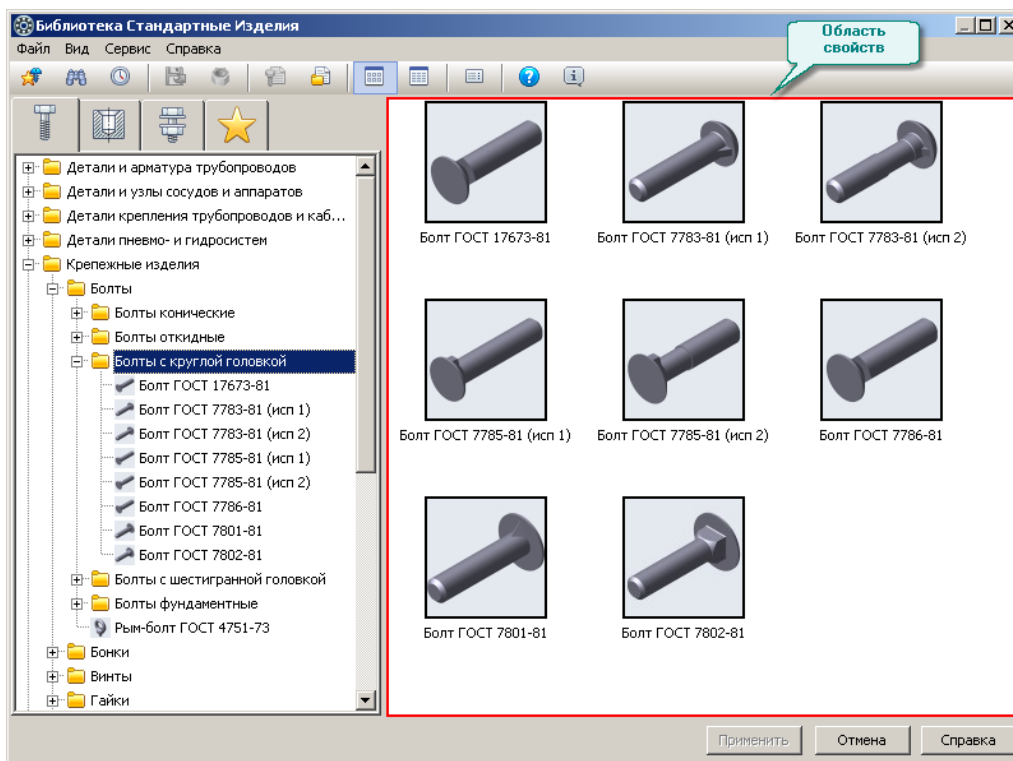 Библиотека Стандартные Изделия
Область
свойств
Файл Вид Сервис Справка
Детали и арматура трубопроводов
Детали и узлы сосудов и аппаратов
Детали крепления трубопроводов и каб...
Детали пневмо- и гидросистем
Крепежные изделия
Болты
Болты конические
Болты откидные
Болты с круглой головкой
Болт ГОСТ 17673-81
Болт ГОСТ 7783-81 (исп 1)
Болт ГОСТ 7783-81 (исп 2)
Болт ГОСТ 7785-81 (исп 1)
Болт ГОСТ 7785-81 (исп 2)
Болт ГОСТ 7786-81
Болт ГОСТ 7801-81
Болт ГОСТ 7802-81
Болты с шестигранной головкой
Болты фундаментные
Рым-болт ГОСТ 4751-73
Бонки
Винты
Гайки
Болт ГОСТ 17673-81 Болт ГОСТ 7783-81 (исп 1) Болт ГОСТ 7783-81 (исп 2)
Болт ГОСТ 7785-81 (исп 1) Болт ГОСТ 7785-81 (исп 2) Болт ГОСТ 7786-81
Болт ГОСТ 7801-81 Болт ГОСТ 7802-81
Применить Отмена Справка